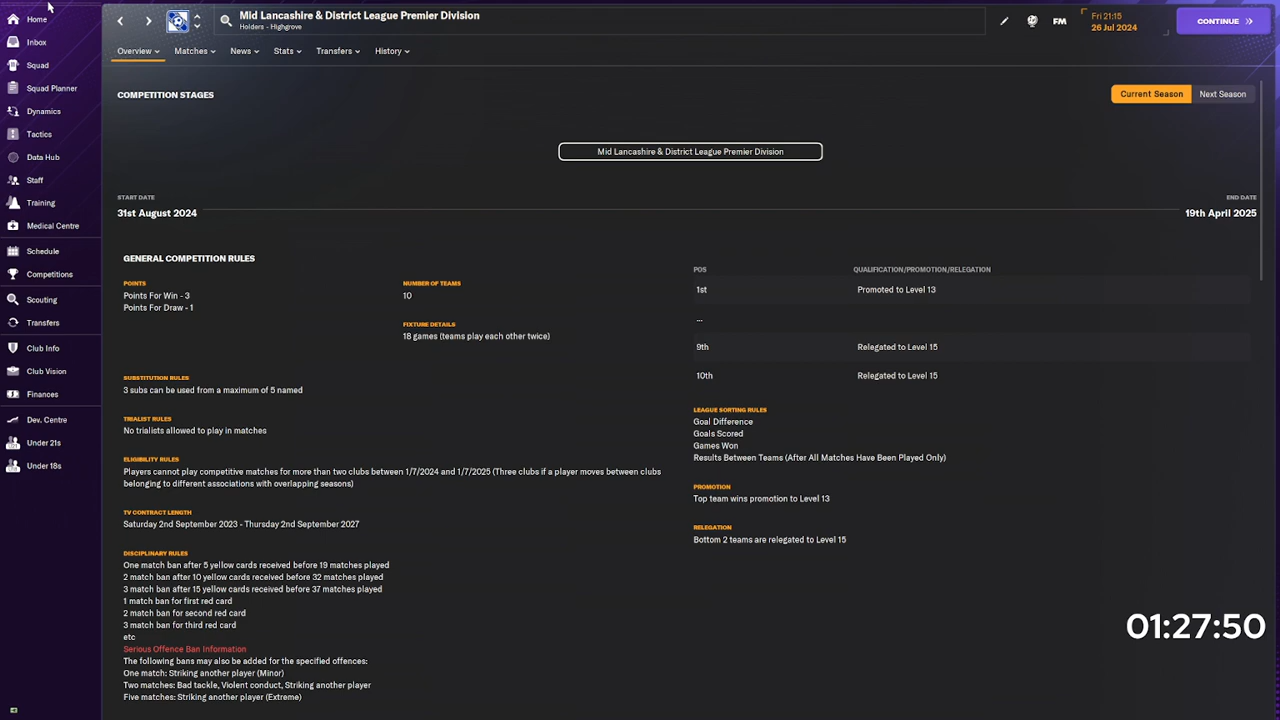 Home
Inbox
Squad
Squad Planner
Dynamics
Tactics
Data Hub
Staff
Training
Medical Centre
Schedule
Competitions
Scouting
Transfers
Club Info
Club Vision
Finances
Dev. Centre
Under 21s
Under 18s
Mid Lancashire & District League Premier Division
Holders - Highgrove
FM
Fri 21:15
26 Jul 2024
CONTINUE
Overview
Matches
News
Stats
Transfers
History
COMPETITION STAGES
Current Season
Next Season
Mid Lancashire & District League Premier Division
START DATE
31st August 2024
END DATE
19th April 2025
GENERAL COMPETITION RULES
POINTS
Points For Win - 3
Points For Draw - 1
NUMBER OF TEAMS
10
FIXTURE DETAILS
18 games (teams play each other twice)
SUBSTITUTION RULES
3 subs can be used from a maximum of 5 named
TRIALIST RULES
No trialists allowed to play in matches
ELIGIBILITY RULES
Players cannot play competitive matches for more than two clubs between 1/7/2024 and 1/7/2025 (Three clubs if a player moves between clubs
belonging to different associations with overlapping seasons)
TV CONTRACT LENGTH
Saturday 2nd September 2023 - Thursday 2nd September 2027
DISCIPLINARY RULES
One match ban after 5 yellow cards received before 19 matches played
2 match ban after 10 yellow cards received before 32 matches played
3 match ban after 15 yellow cards received before 37 matches played
1 match ban for first red card
2 match ban for second red card
3 match ban for third red card
etc
Serious Offence Ban Information
The following bans may also be added for the specified offences:
One match: Striking another player (Minor)
Two matches: Bad tackle, Violent conduct, Striking another player
Five matches: Striking another player (Extreme)
POS QUALIFICATION/PROMOTION/RELEGATION
1st Promoted to Level 13
...
9th Relegated to Level 15
10th Relegated to Level 15
LEAGUE SORTING RULES
Goal Difference
Goals Scored
Games Won
Results Between Teams (After All Matches Have Been Played Only)
PROMOTION
Top team wins promotion to Level 13
RELEGATION
Bottom 2 teams are relegated to Level 15
01:27:50